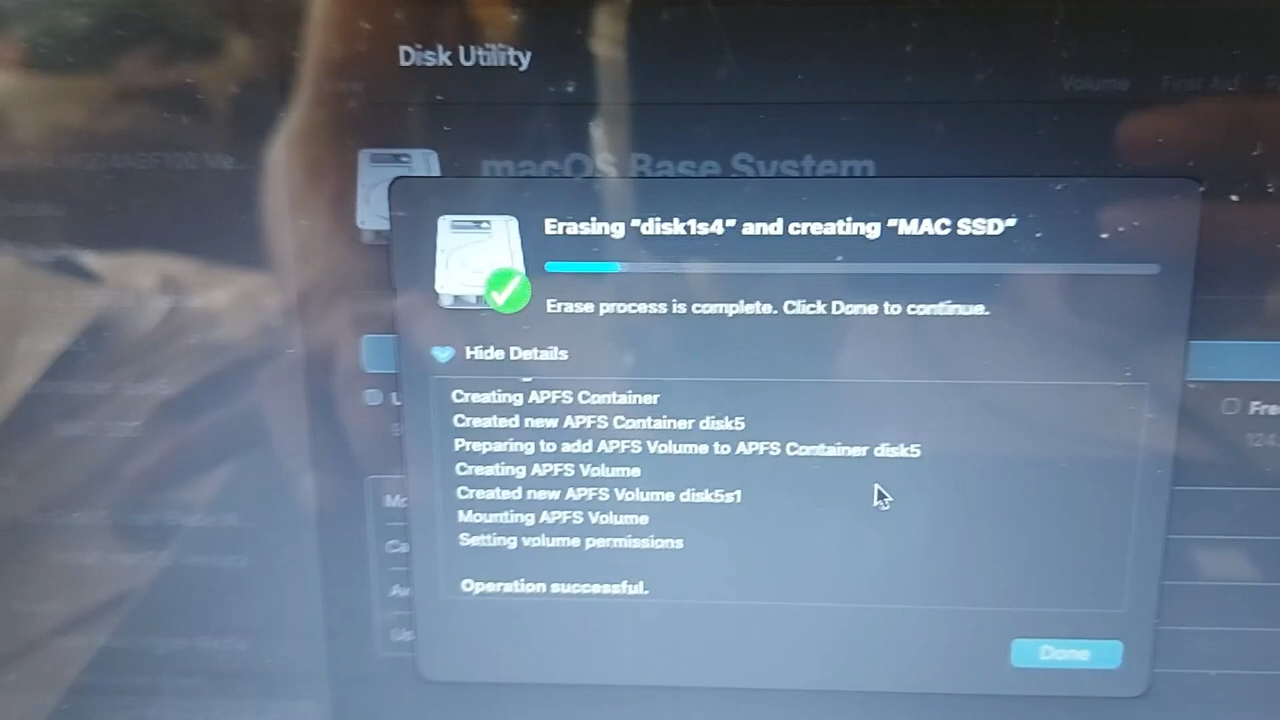 Disk Utility
Volume First Aid
macOS Base System
Erasing "disk1s4" and creating "MAC SSD"
Erase process is complete. Click Done to continue.
Hide Details
Creating APFS Container
Created new APFS Container disk5
Preparing to add APFS Volume to APFS Container disk5
Creating APFS Volume
Created new APFS Volume disk5s1
Mounting APFS Volume
Setting volume permissions
Operation successful.
Done